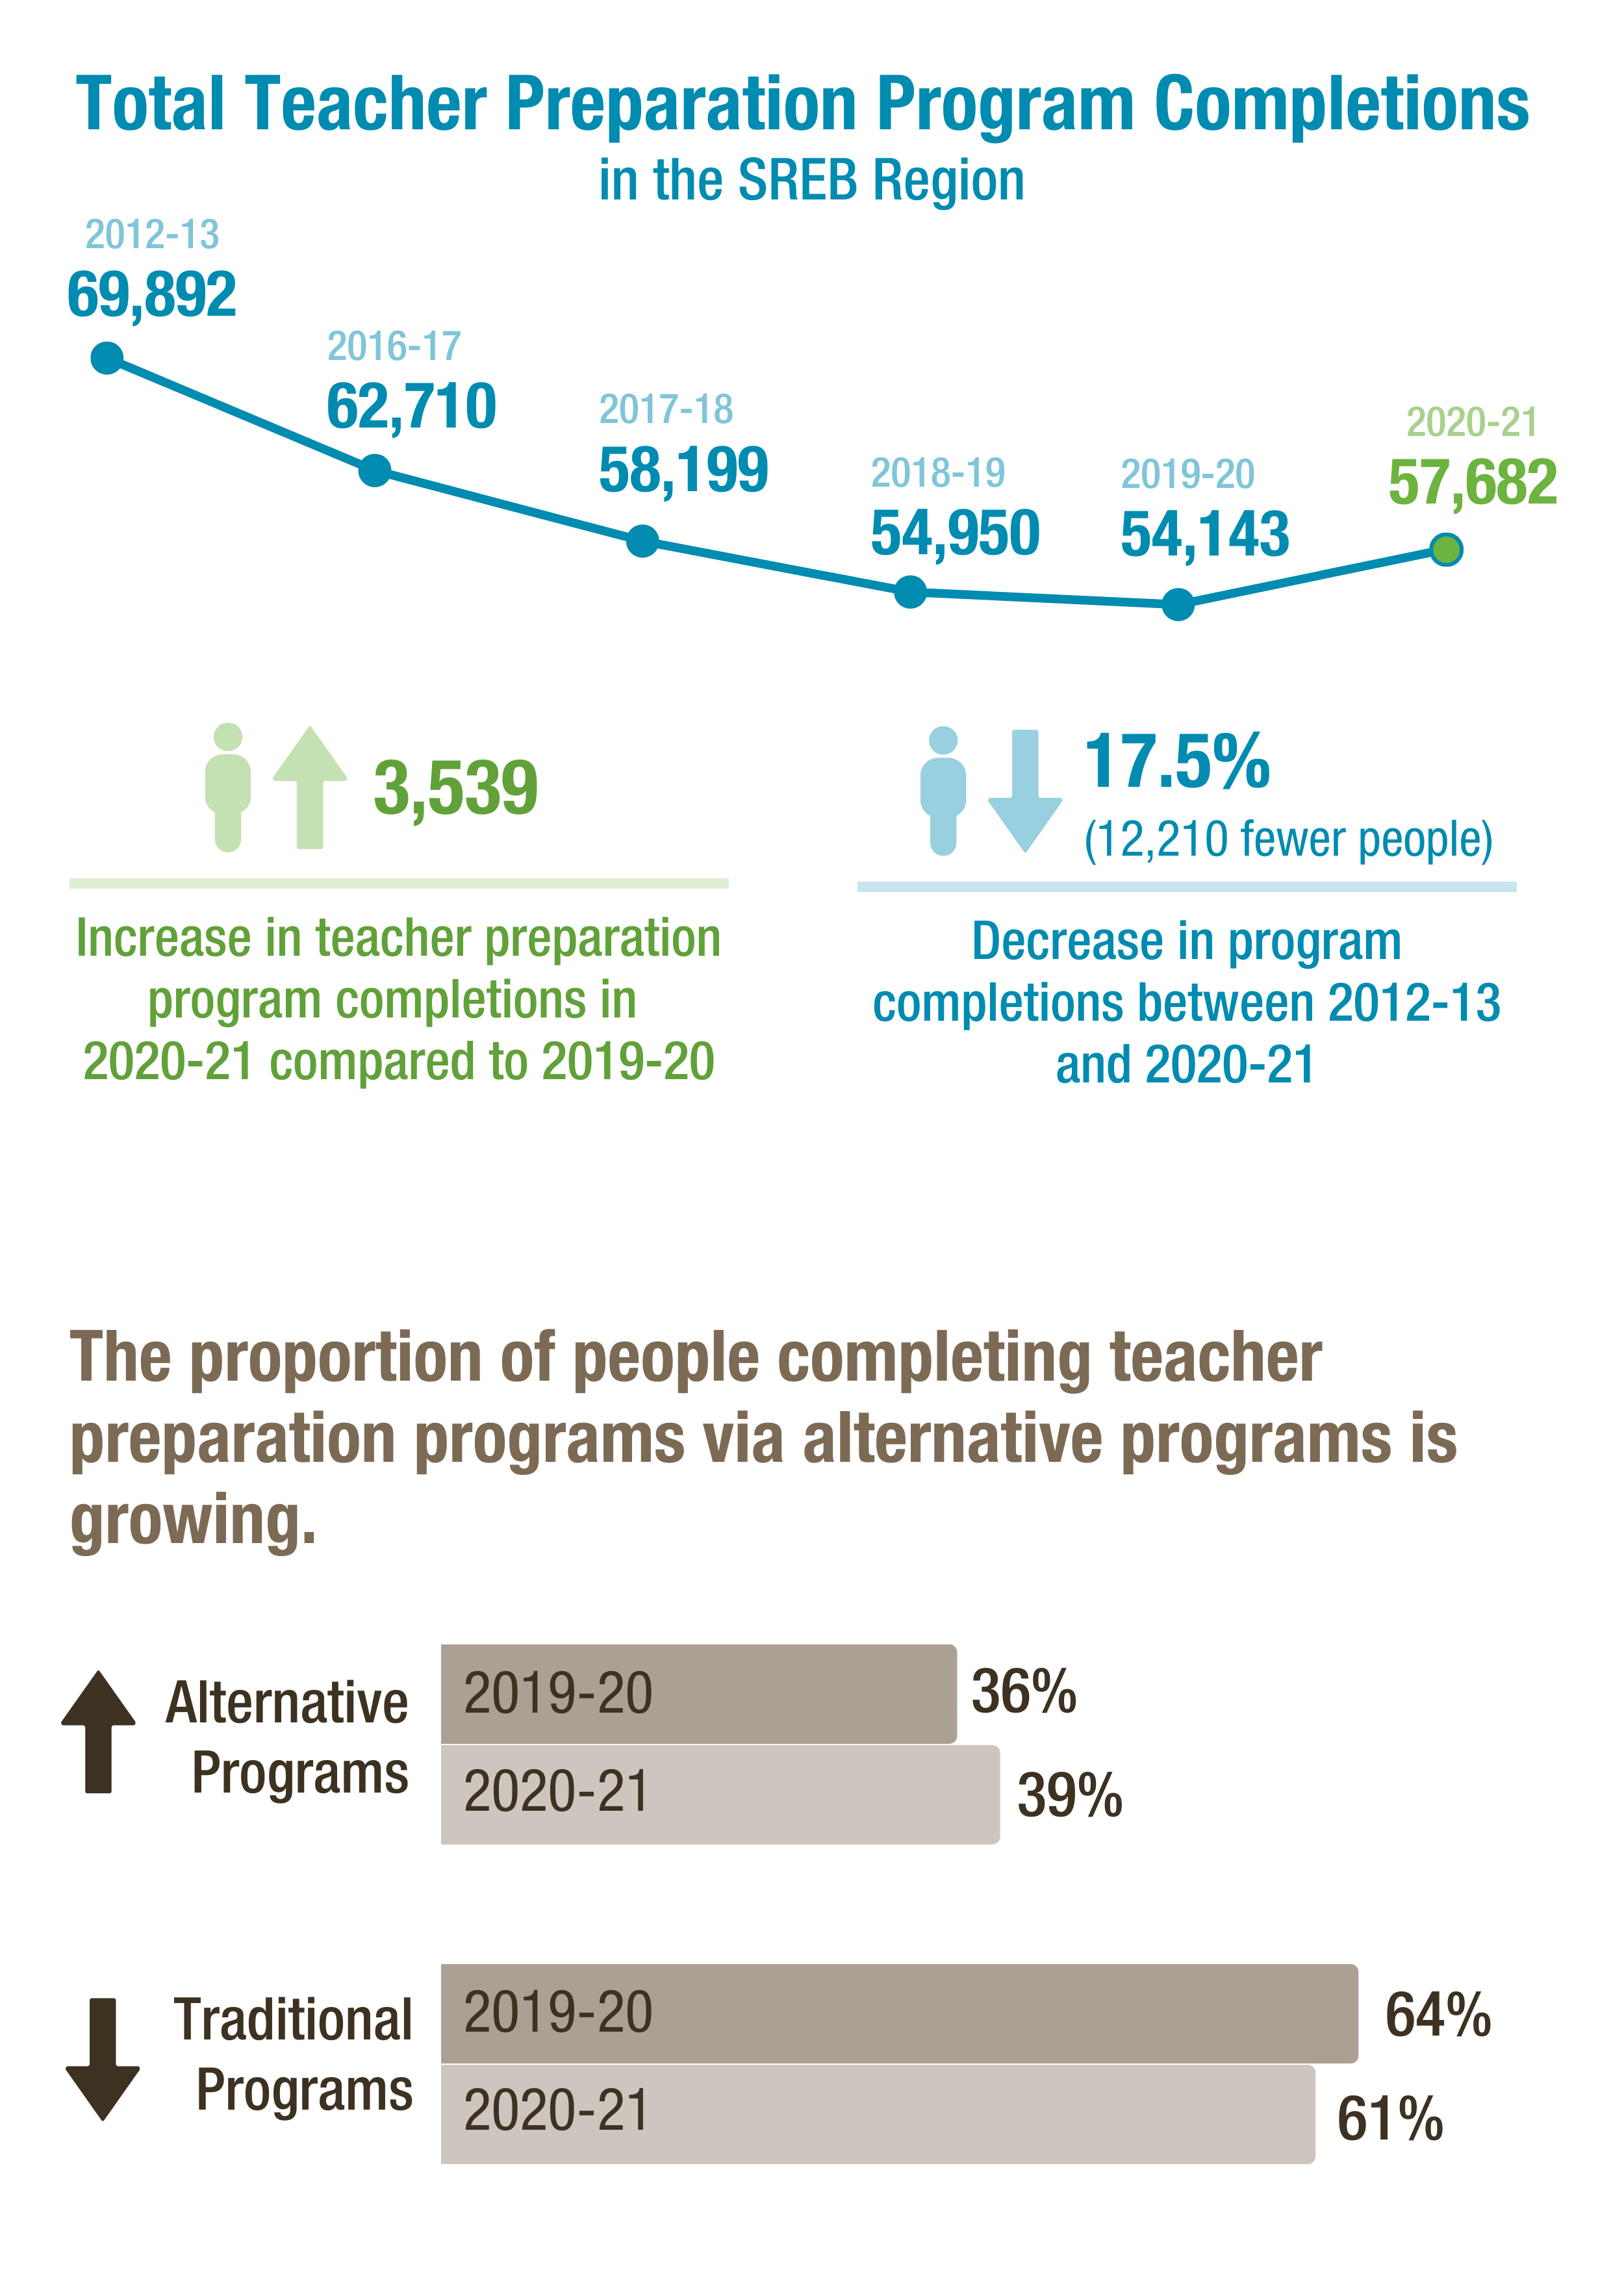 Total Teacher Preparation Program Completions
in the SREB Region
2012-13
69,892
2016-17
62,710
2017-18
58,199
2018-19
54,950
2019-20
54,143
2020-21
57,682
3,539
Increase in teacher preparation
program completions in
2020-21 compared to 2019-20
17.5%
(12,210 fewer people)
Decrease in program
completions between 2012-13
and 2020-21
The proportion of people completing teacher
preparation programs via alternative programs is
growing.
Alternative
Programs
2019-20
36%
2020-21
39%
Traditional
Programs
2019-20
64%
2020-21
61%